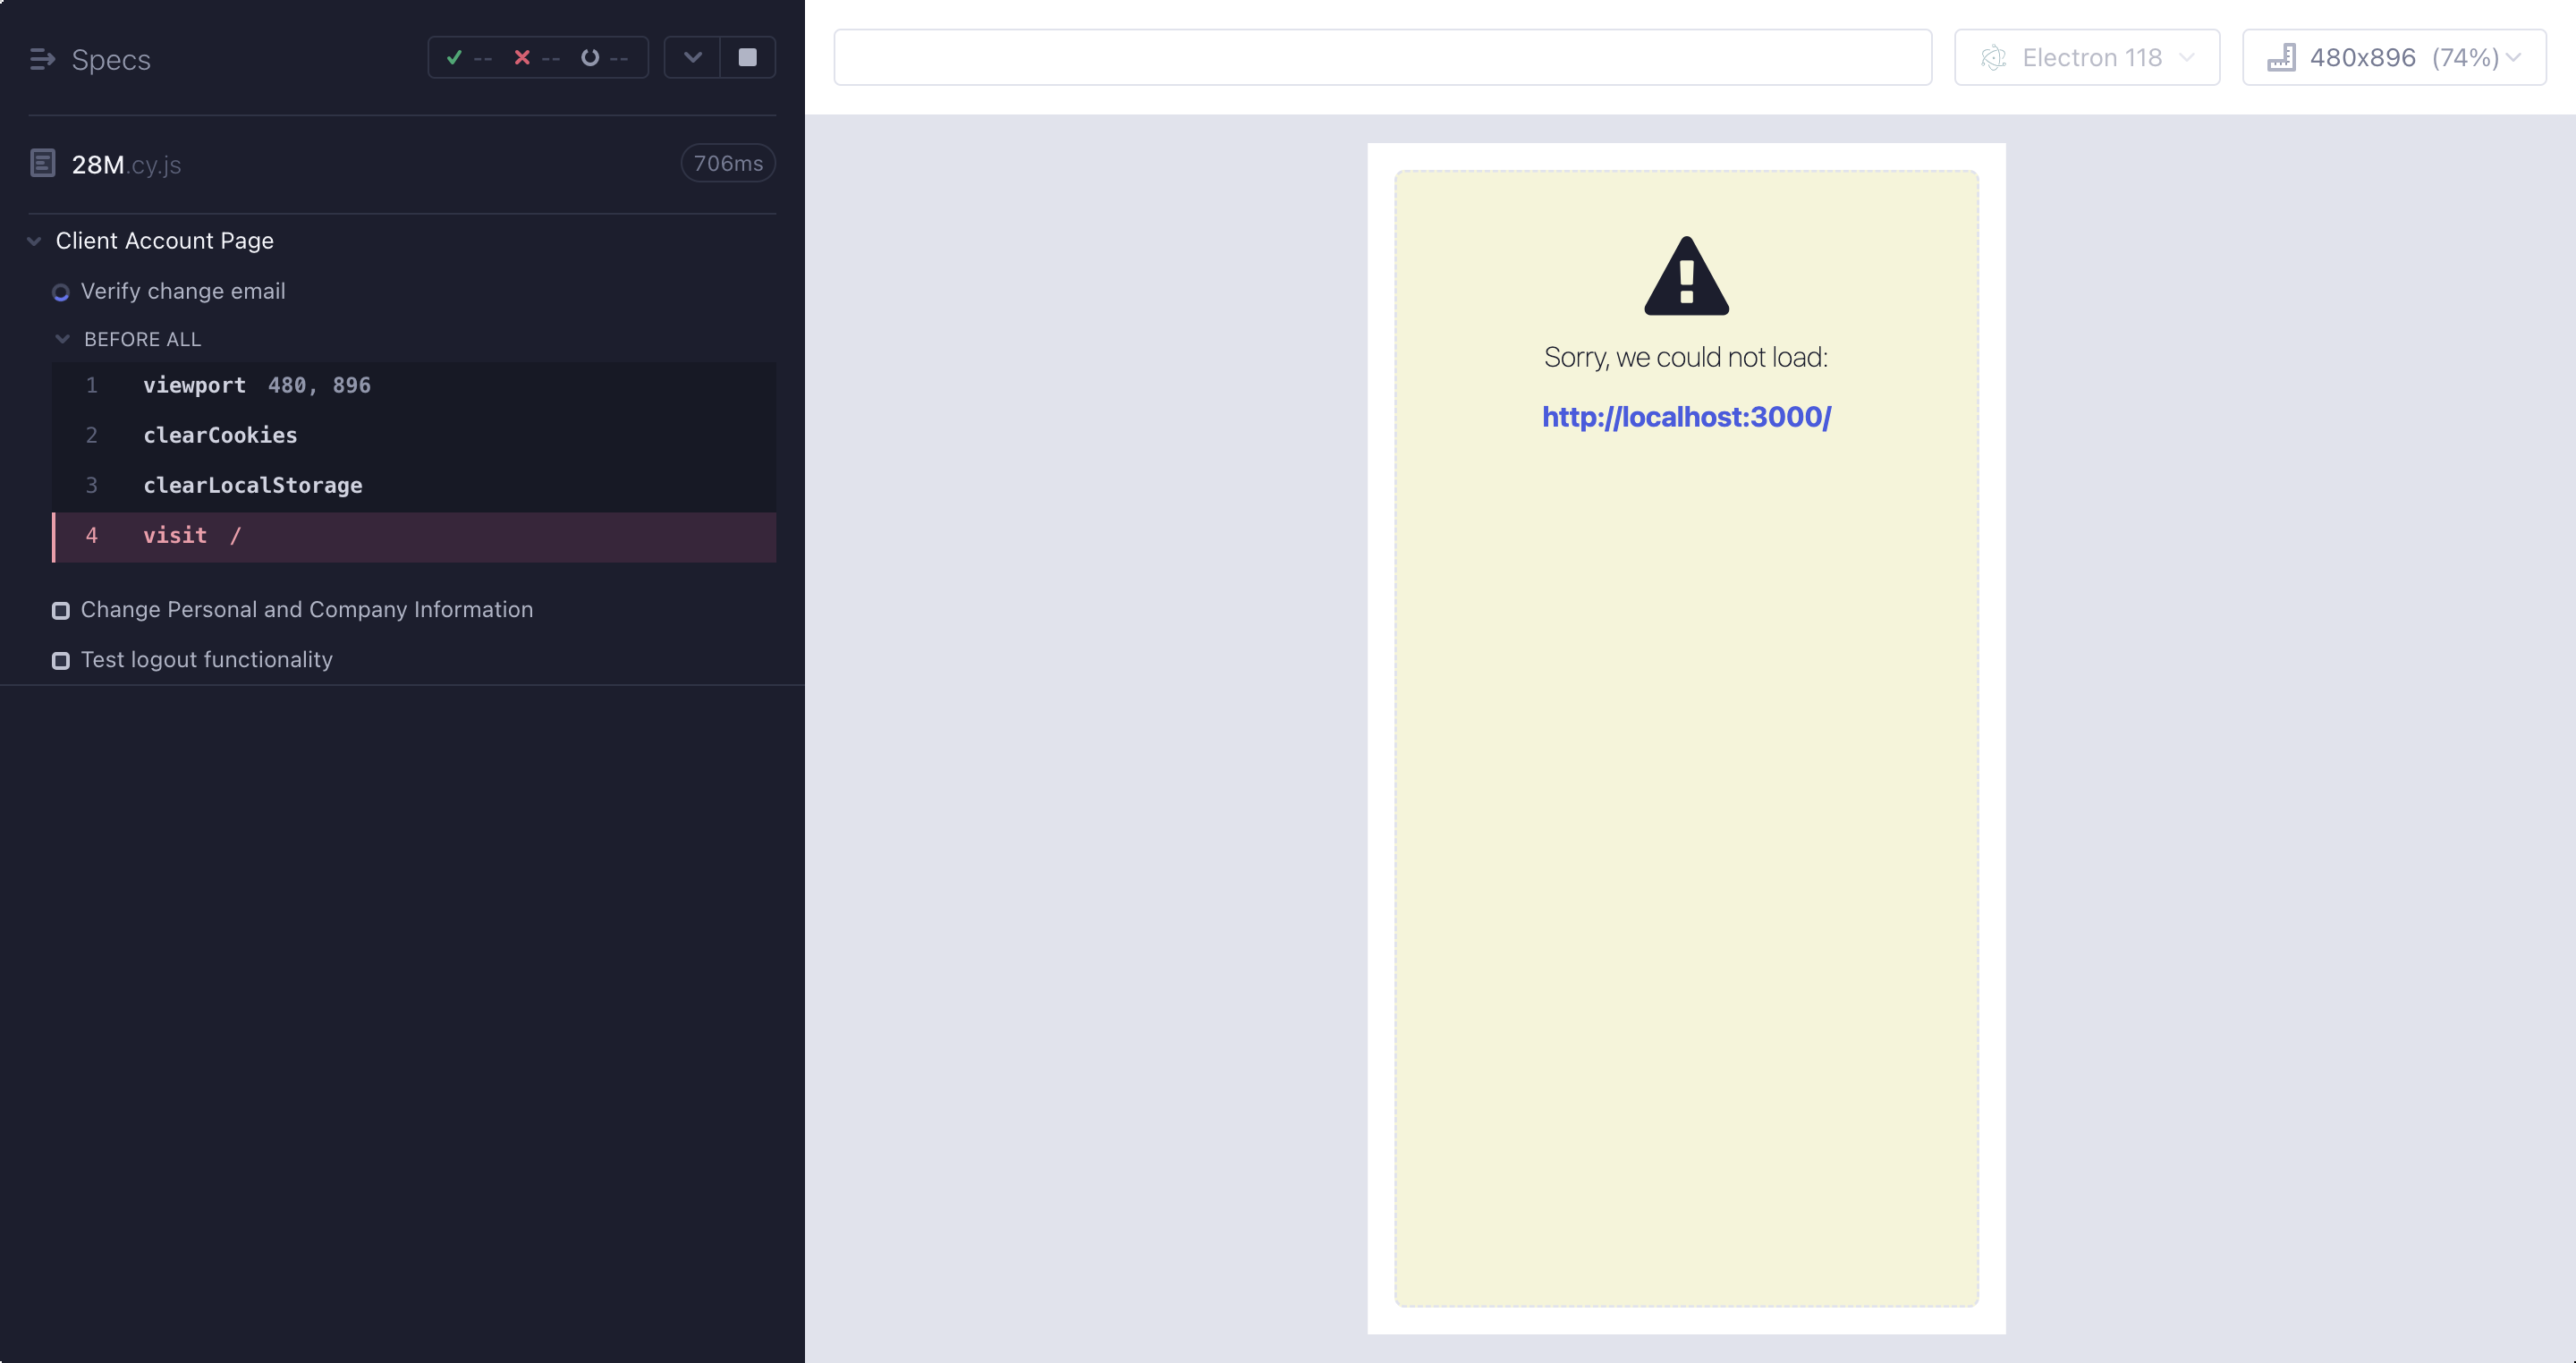 Specs
-- -- --
28M.cy.js
706ms
Client Account Page
Verify change email
BEFORE ALL
1 viewport 480, 896
2 clearCookies
3 clearLocalStorage
4 visit /
Change Personal and Company Information
Test logout functionality
Electron 118
480x896 (74%)
Sorry, we could not load:
http://localhost:3000/